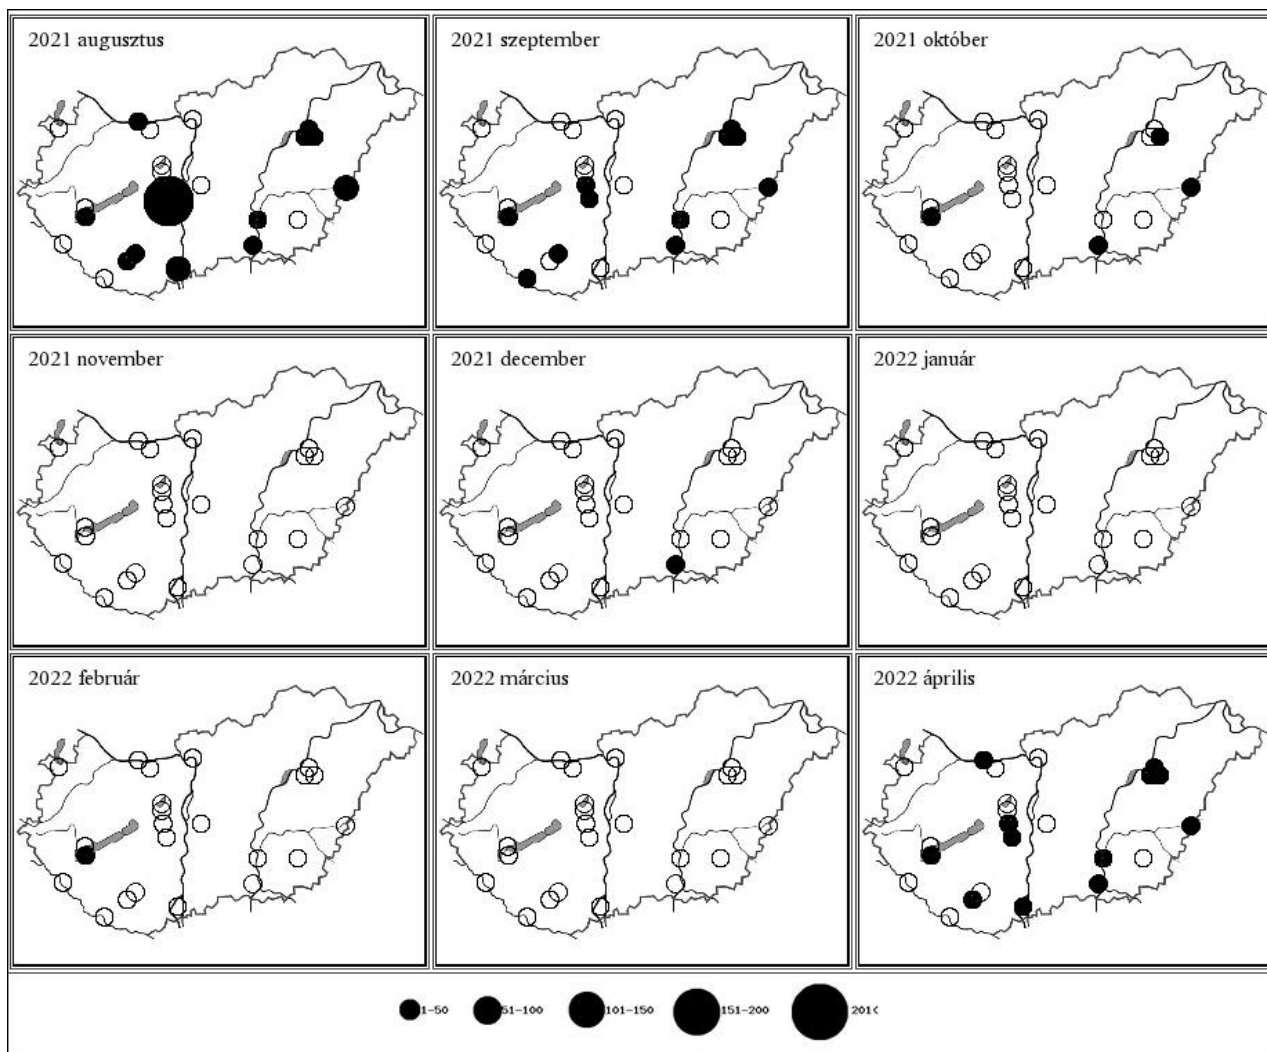 2021 augusztus
2021 szeptember
2021 október
2021 november
2021 december
2022 január
2022 február
2022 március
2022 április
1-50 51-100 101-150 151-200 201<